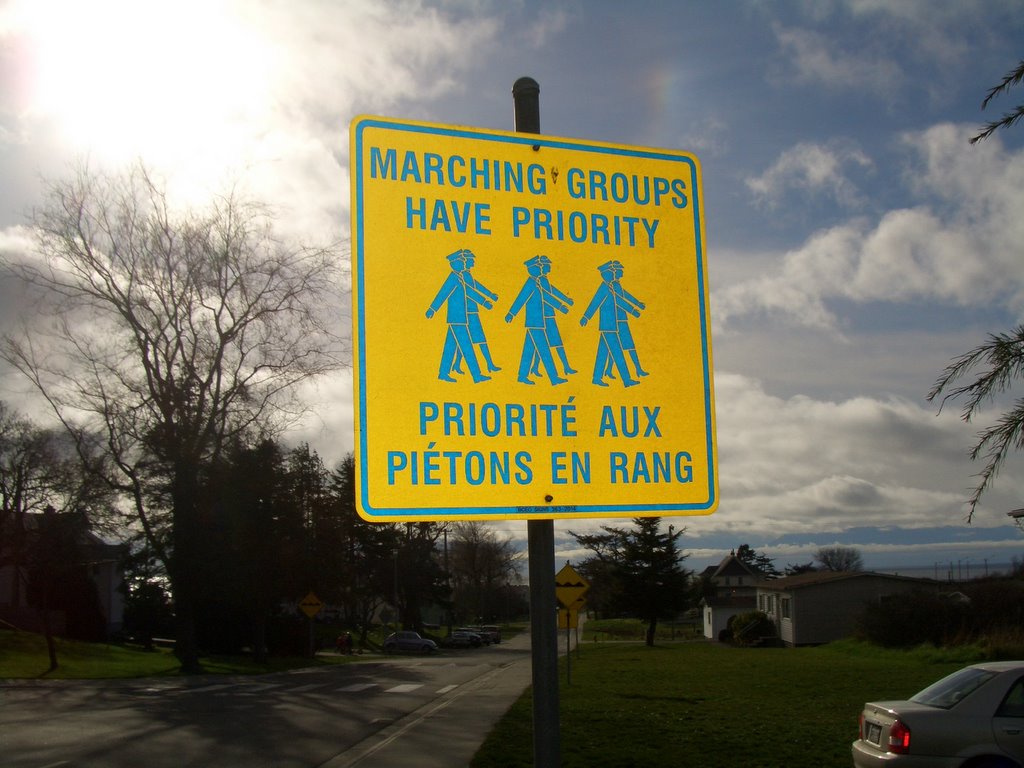 MARCHING GROUPS
HAVE PRIORITY
PRIORITÉ AUX
PIÉTONS EN RANG